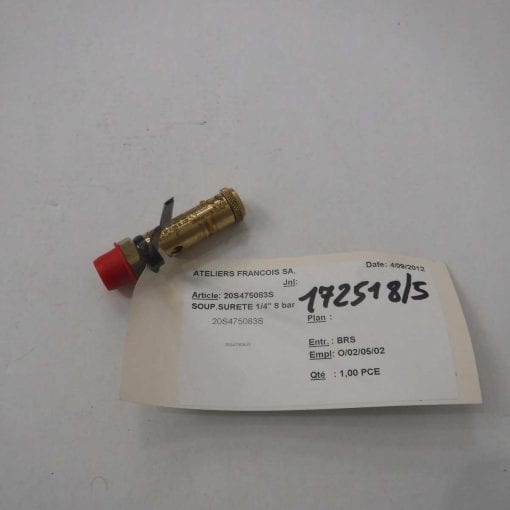 ATELIERS FRANCOIS SA.
Date: 4/09/2012
Jnl:
Article: 20S475083S
172518/5
SOUP.SURETE 1/4" 8 bar
Plan :
20S475083S
Entr. : BRS
Empl: O/02/05/02
Qté : 1,00 PCE